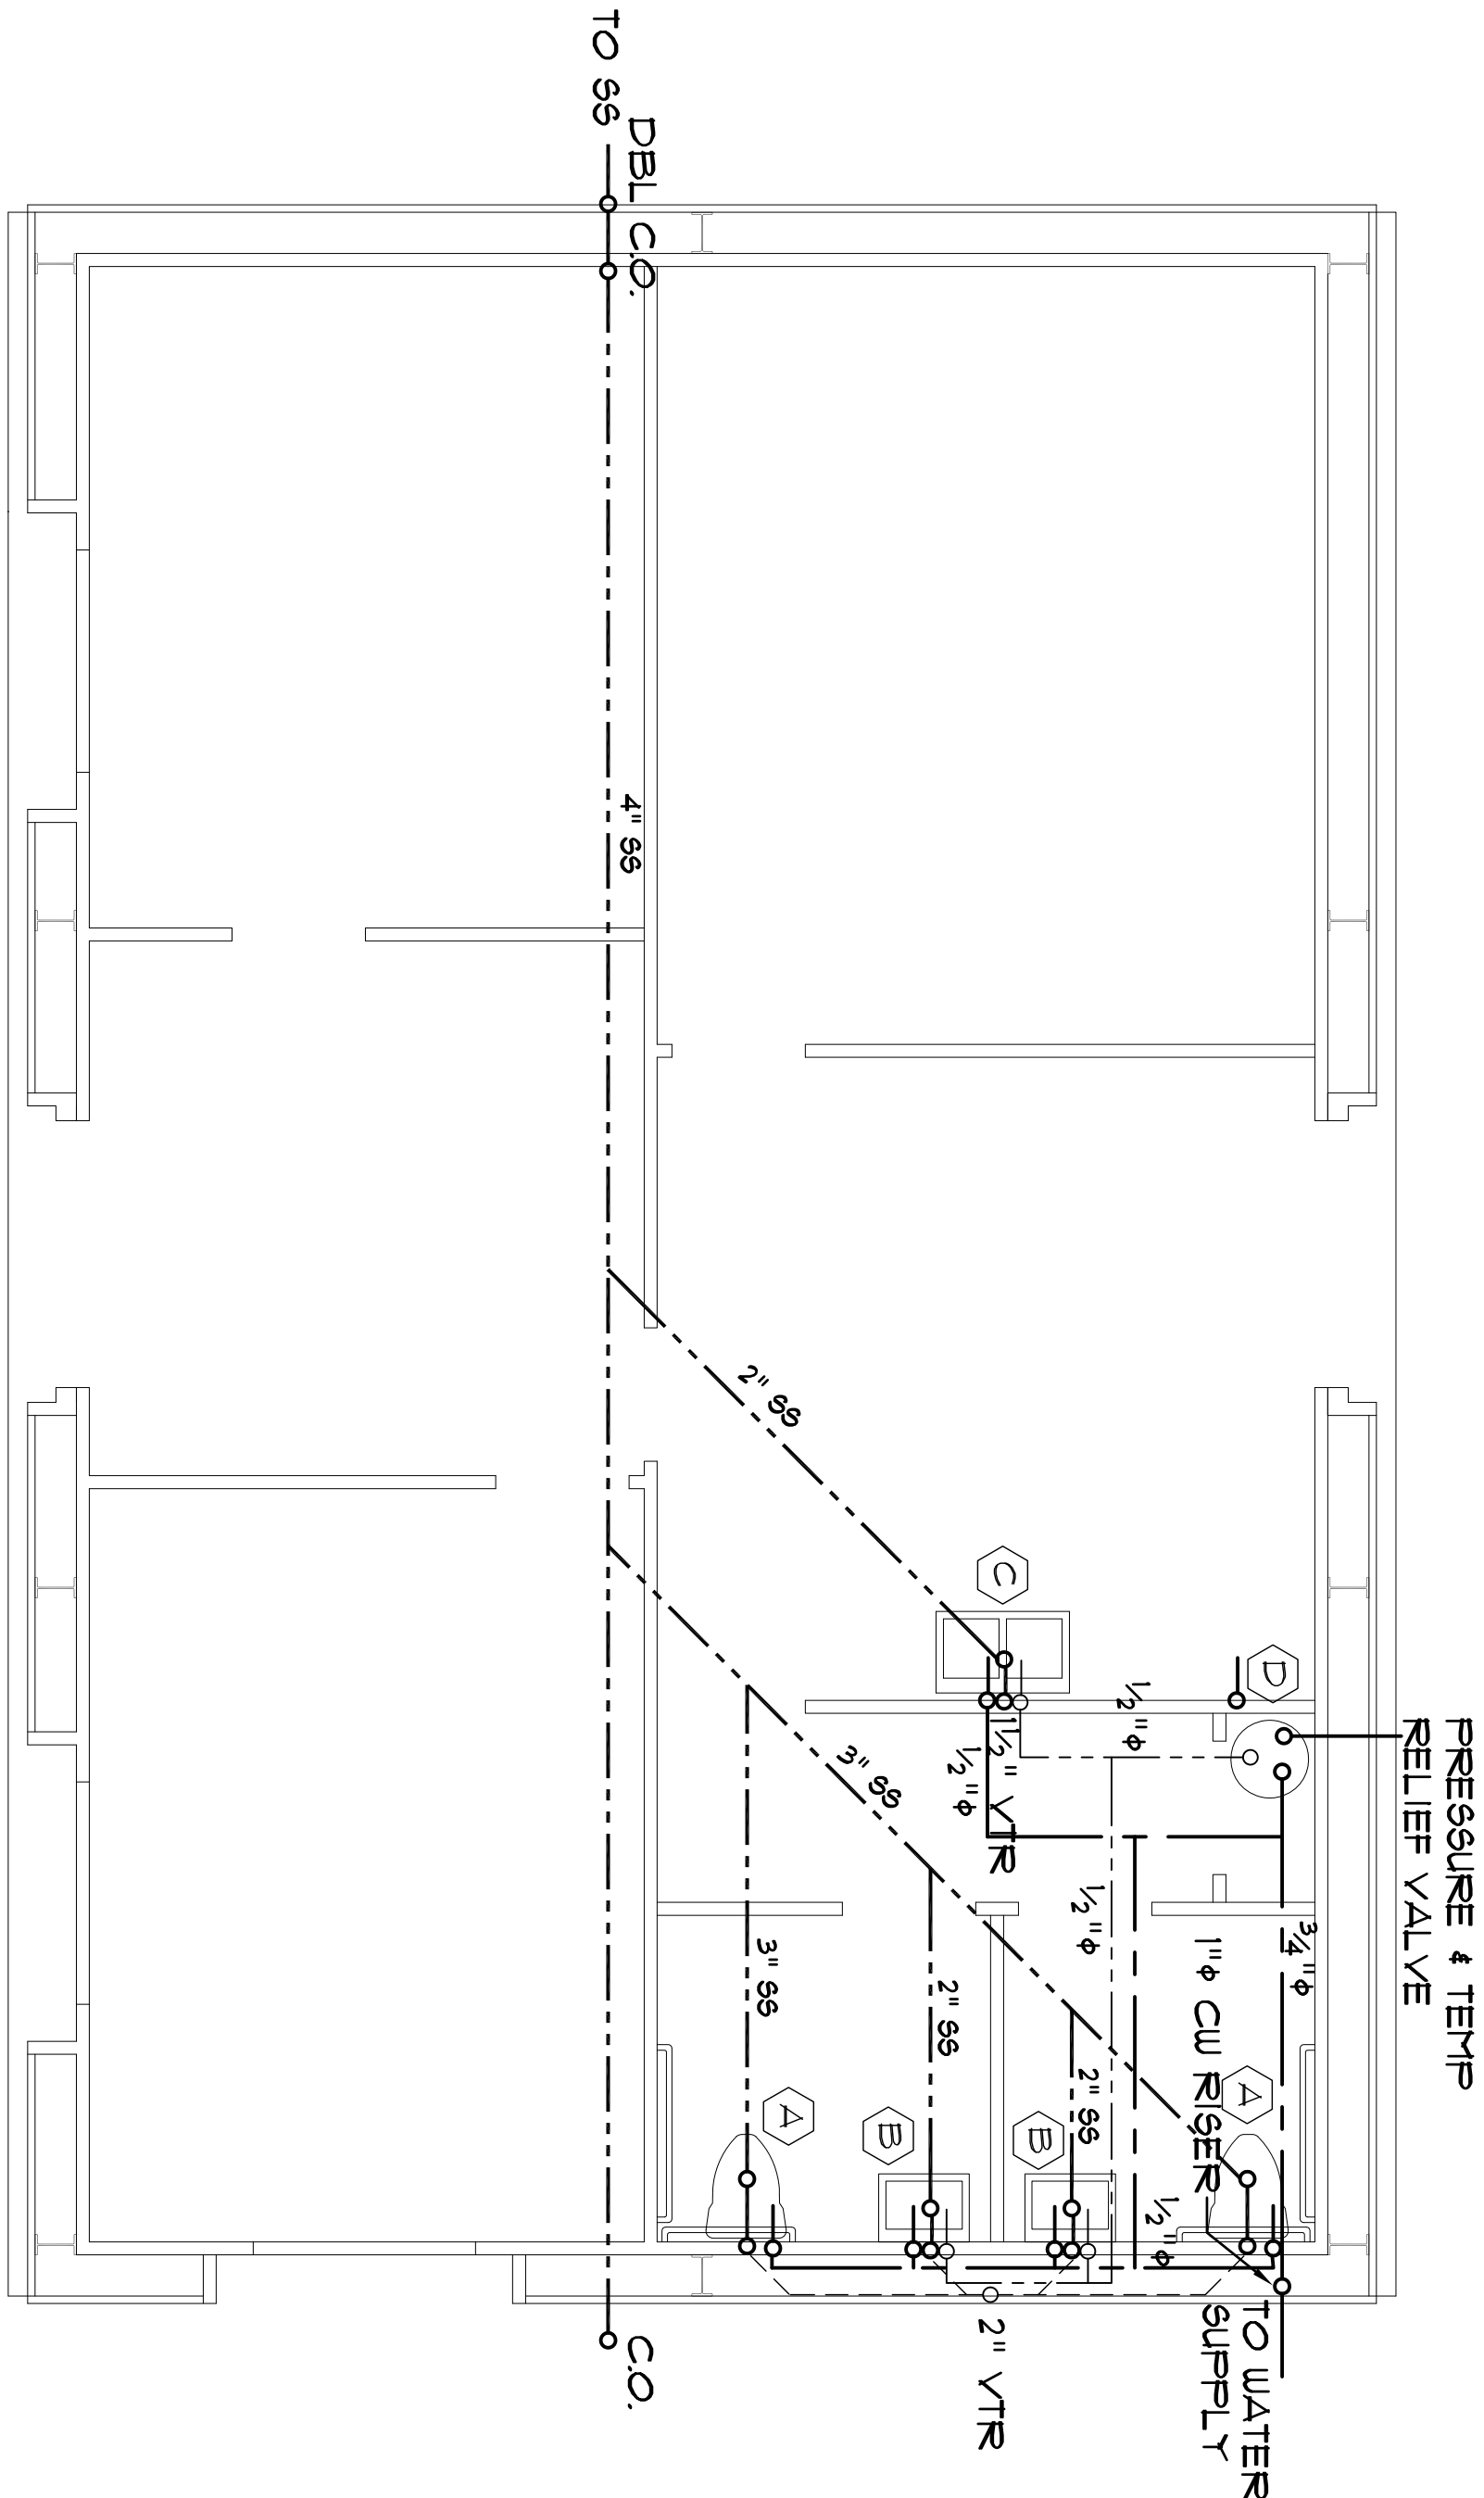 TO SS
DBL C.O.
4" SS
2" SS
C
D
1/2"ø
PRESSURE & TEMP
RELIEF VALVE
1 1/2" VTR
1/2"ø
3" SS
1/2"ø
3/4"ø
1"ø CW RISER
3" SS
2" SS
2" SS
A
B
B
A
1/2"ø
TO WATER
SUPPLY
2" VTR
C.O.